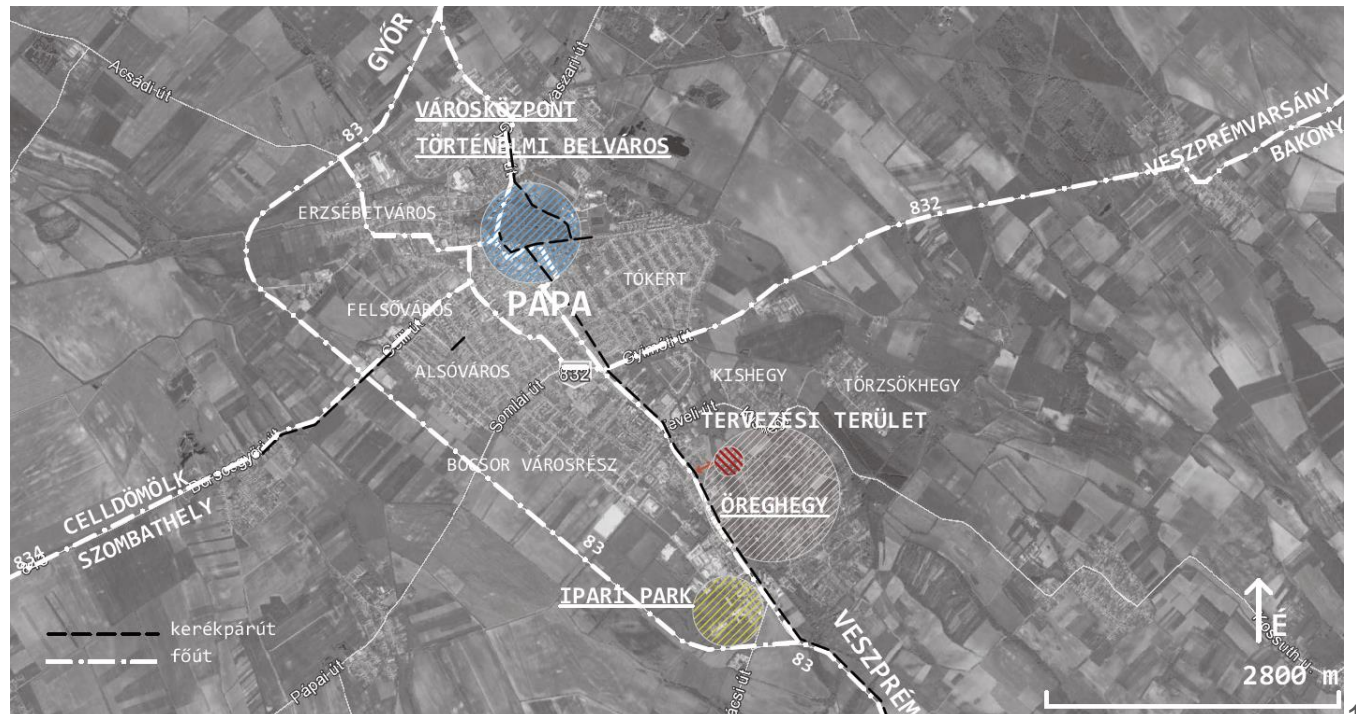 GYŐR
Acsádi út
83
VÁROSKÖZPONT
TÖRTÉNELMI BELVÁROS
VESZPRÉMVARSÁNY
BAKONY
832
ERZSÉBETVÁROS
TÓKERT
PÁPA
FELSŐVÁROS
ALSÓVÁROS
832
Gyimóti út
KISHEGY
TÖRZSÖKHEGY
Somlai út
TERVEZÉSI TERÜLET
BOCSOR VÁROSRÉSZ
CELLDÖMÖLK
SZOMBATHELY
834
ÖREGHEGY
83
IPARI PARK
VESZPRÉM
83
kerékpárút
főút
Pápai út
É
Kossuth u.
2800 m